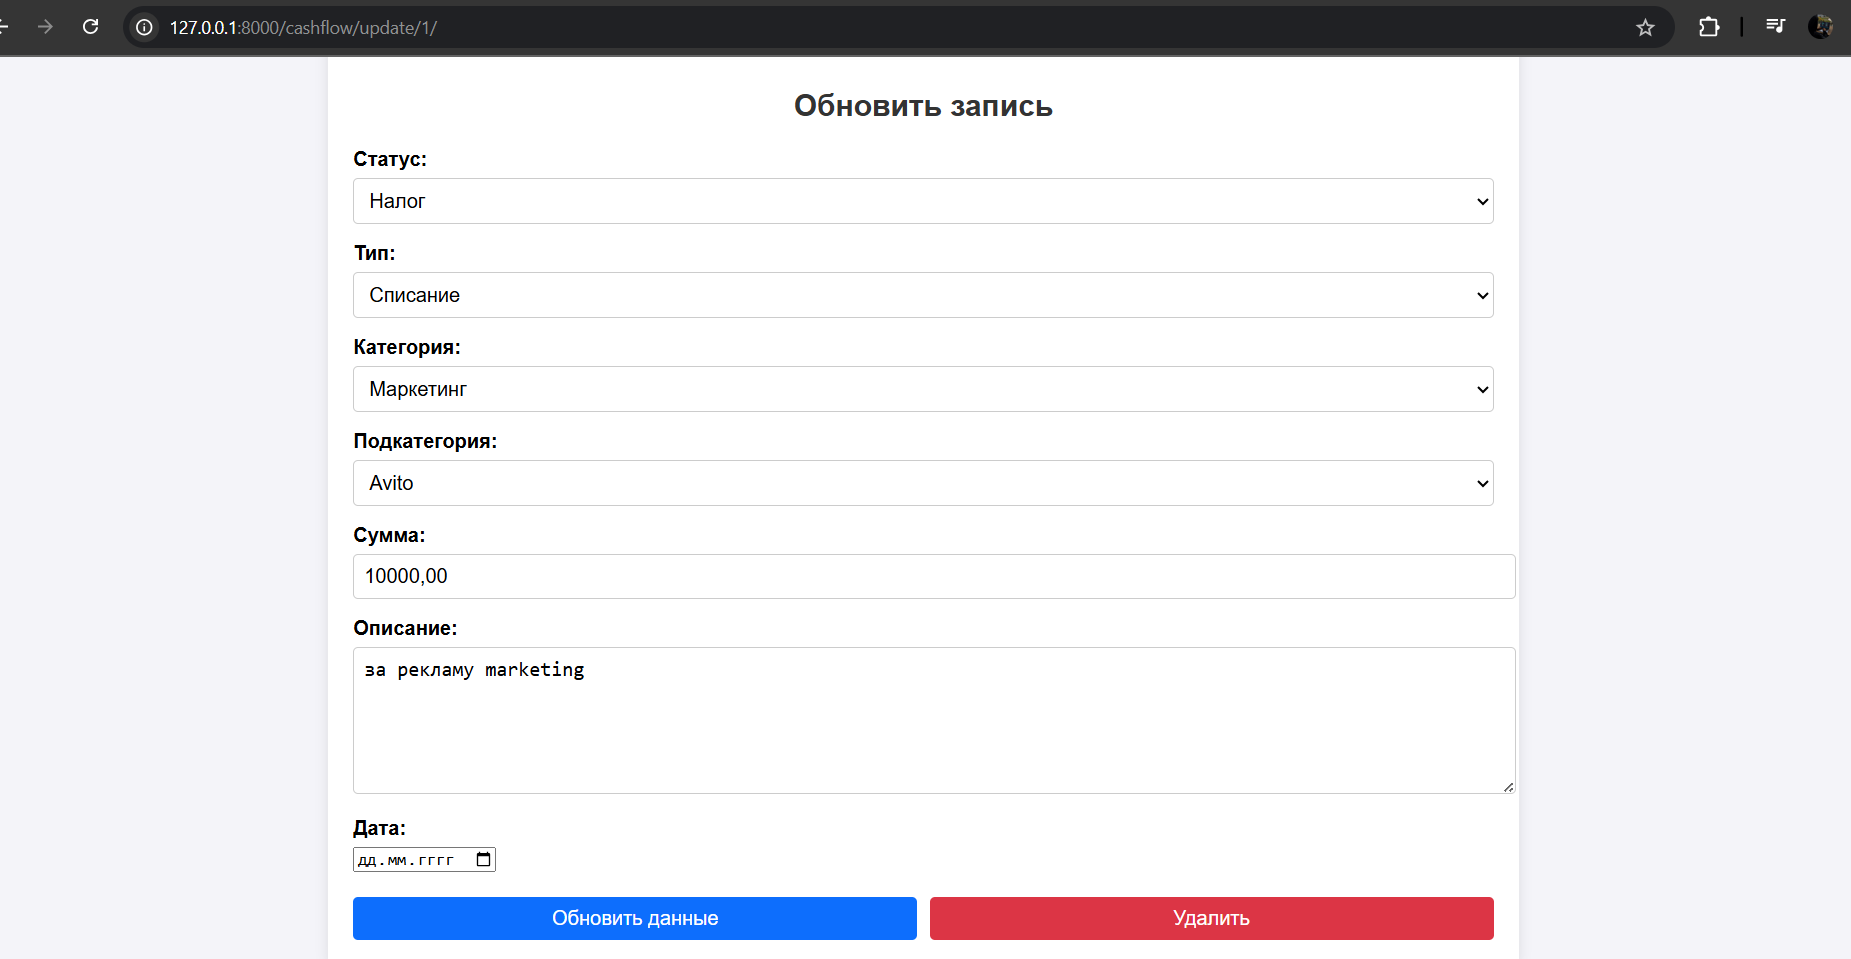 127.0.0.1:8000/cashflow/update/1/
Обновить запись
Статус:
Налог
Тип:
Списание
Категория:
Маркетинг
Подкатегория:
Avito
Сумма:
10000,00
Описание:
за рекламу marketing
Дата:
дд.мм.гггг
Обновить данные
Удалить